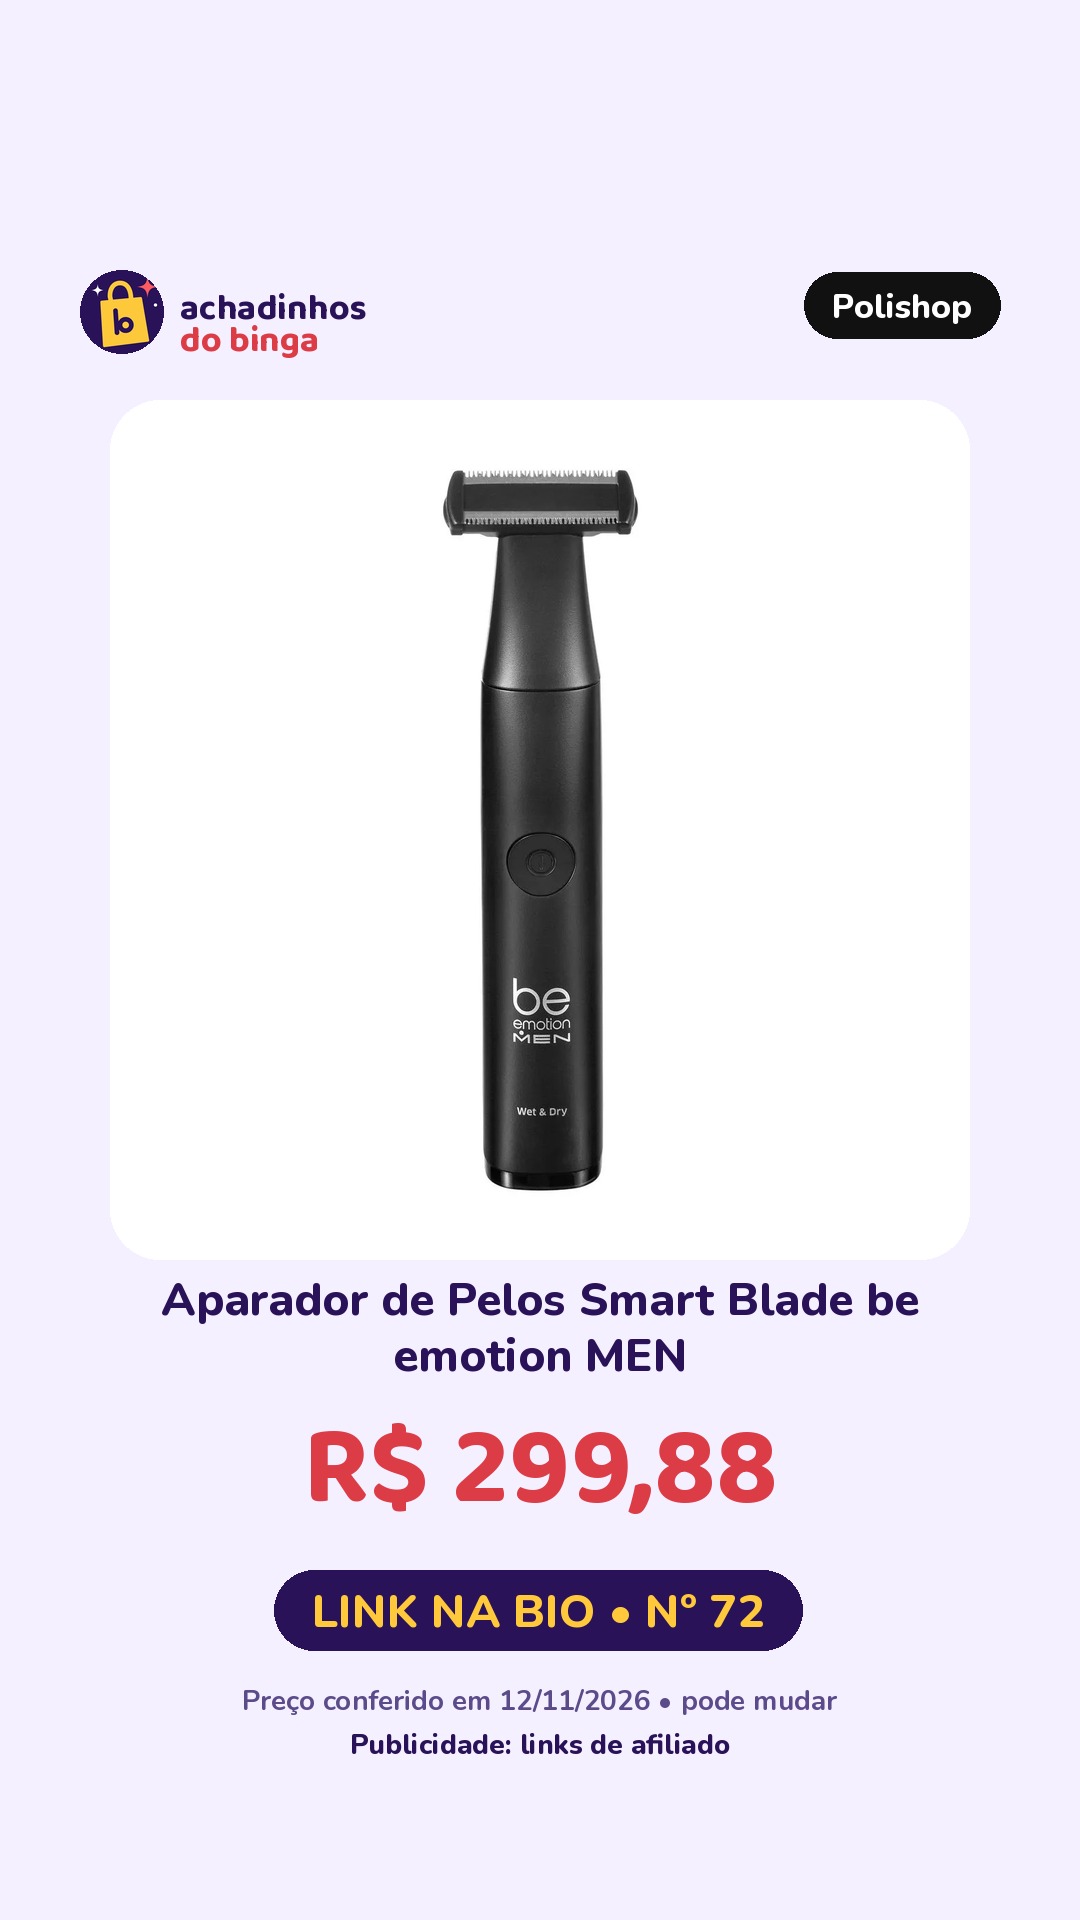 achadinhos
do binga
Polishop
be
emotion
MEN
Wet & Dry
Aparador de Pelos Smart Blade be
emotion MEN
R$ 299,88
LINK NA BIO • Nº 72
Preço conferido em 12/11/2026 • pode mudar
Publicidade: links de afiliado